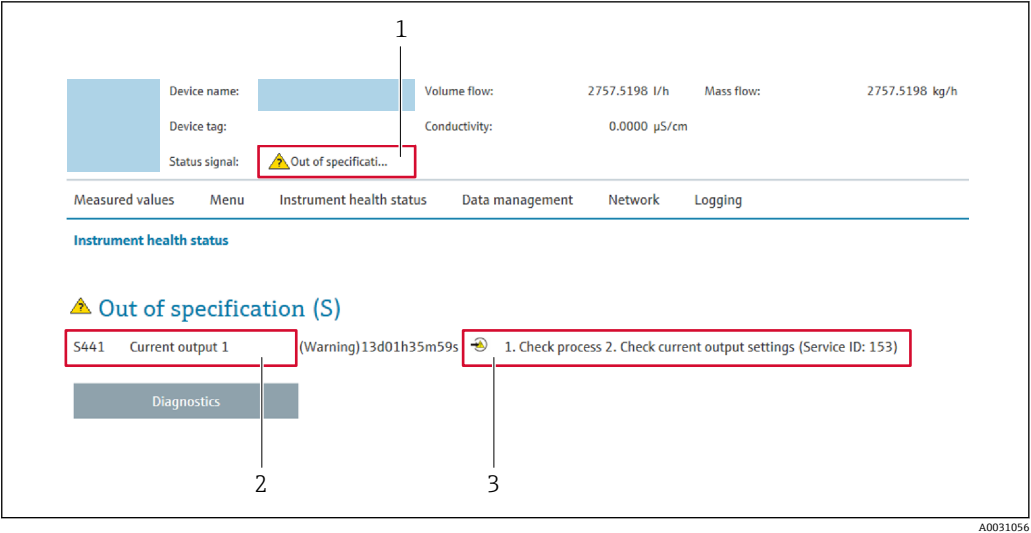 1
Device name: Volume flow: 2757.5198 l/h Mass flow: 2757.5198 kg/h
Device tag: Conductivity: 0.0000 µS/cm
Status signal: Out of specificati...
Measured values Menu Instrument health status Data management Network Logging
Instrument health status
Out of specification (S)
S441 Current output 1 (Warning)13d01h35m59s 1. Check process 2. Check current output settings (Service ID: 153)
Diagnostics
2 3
A0031056